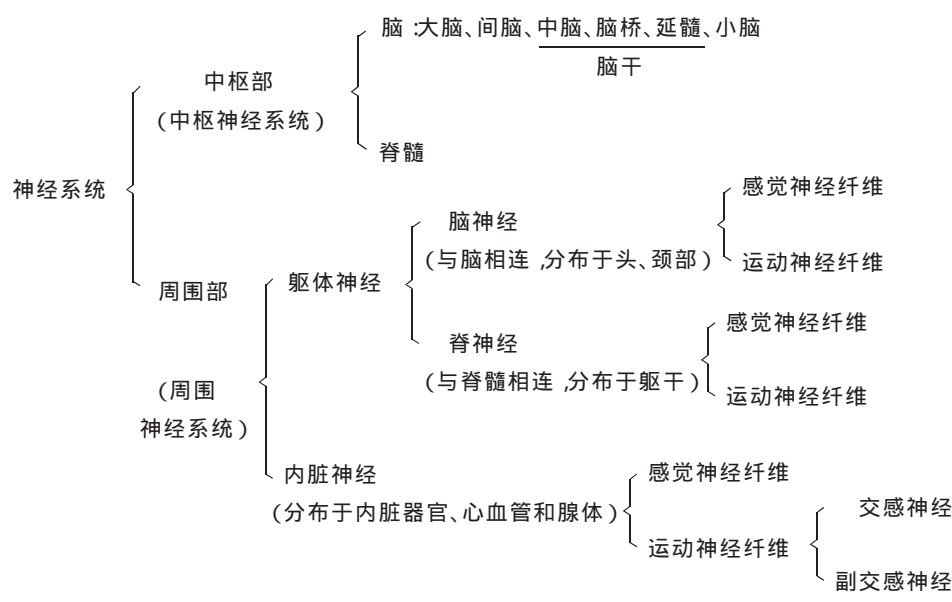 脑:大脑、间脑、中脑、脑桥、延髓、小脑
脑干
中枢部
(中枢神经系统)
脊髓
神经系统
感觉神经纤维
脑神经
(与脑相连,分布于头、颈部)
运动神经纤维
周围部
躯体神经
感觉神经纤维
脊神经
(与脊髓相连,分布于躯干)
运动神经纤维
(周围
神经系统)
内脏神经
(分布于内脏器官、心血管和腺体)
感觉神经纤维
交感神经
运动神经纤维
副交感神经